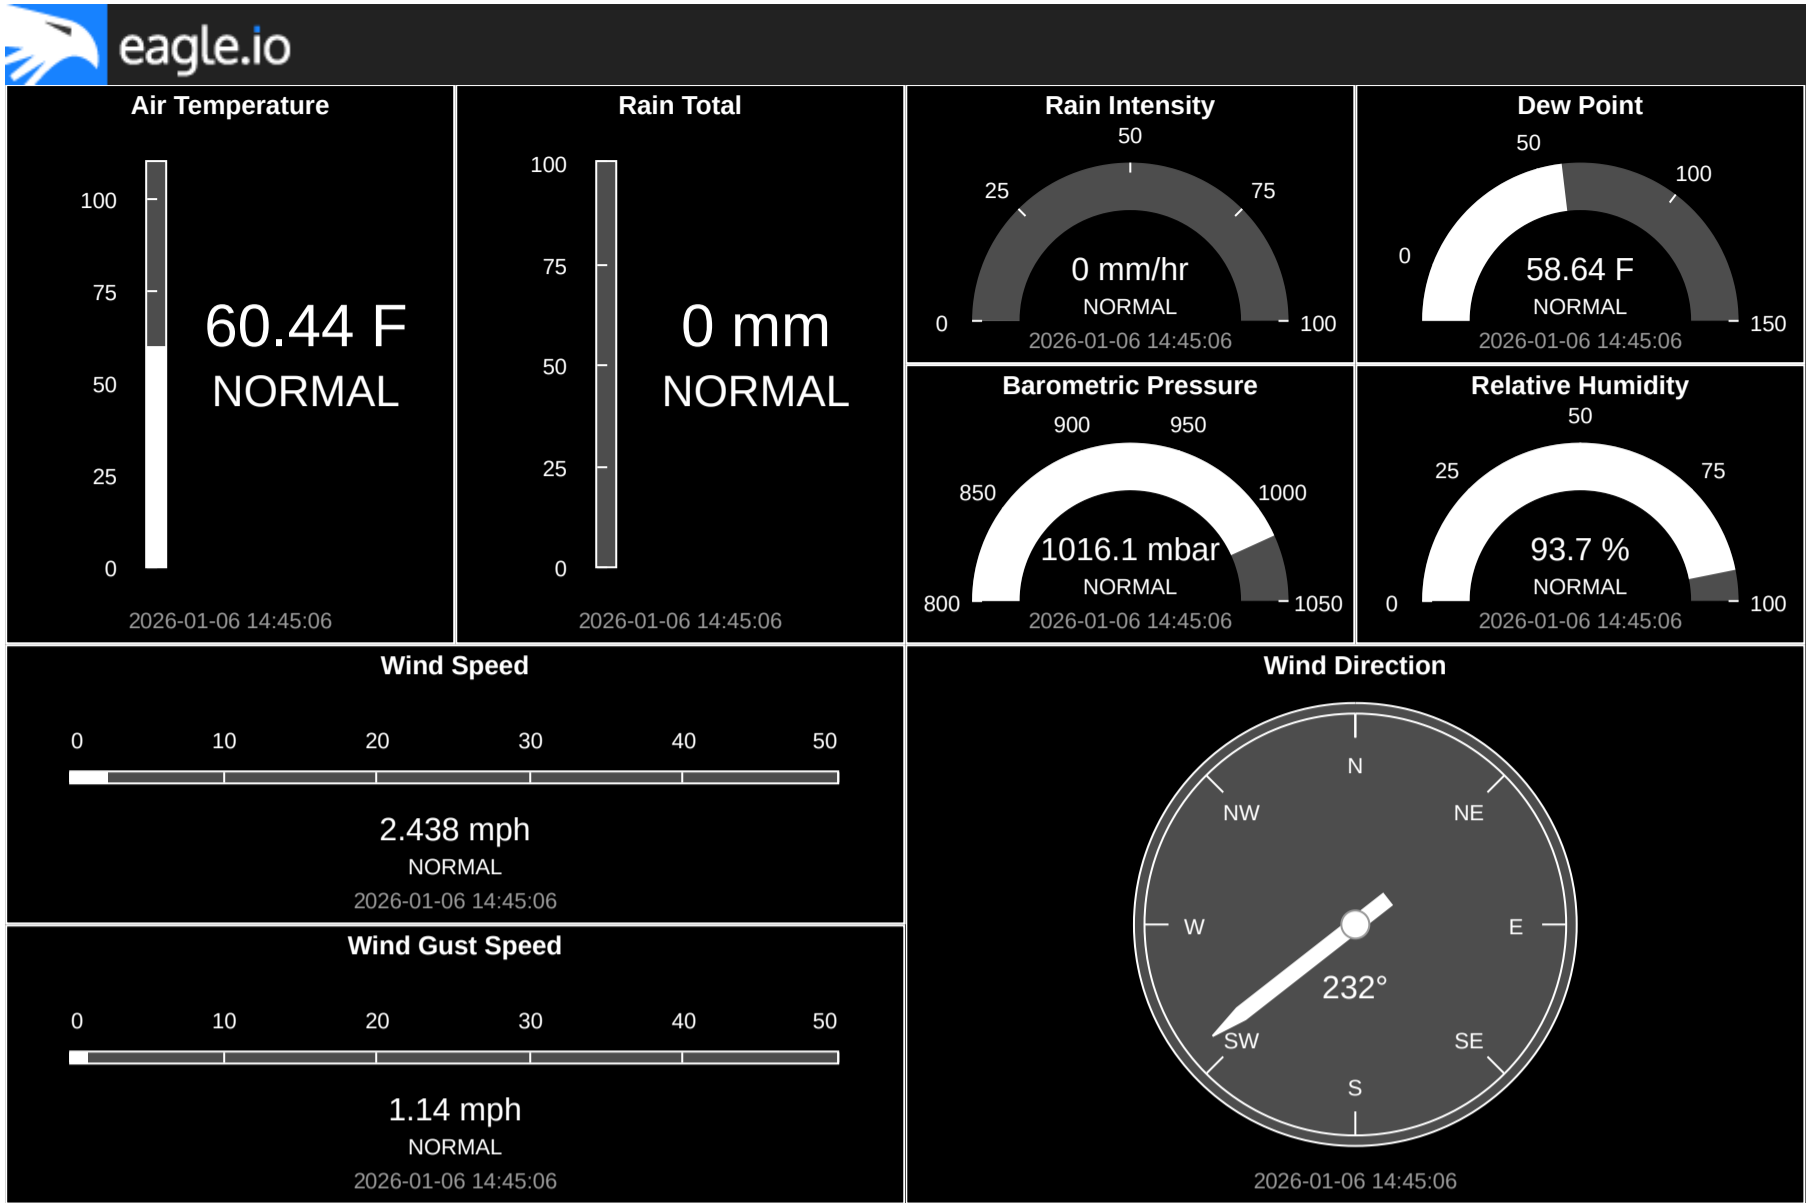 eagle.io
Air Temperature
100
75
50
25
0
60.44 F
NORMAL
2026-01-06 14:45:06
Rain Total
100
75
50
25
0
0 mm
NORMAL
2026-01-06 14:45:06
Rain Intensity
0
25
50
75
100
0 mm/hr
NORMAL
2026-01-06 14:45:06
Dew Point
0
50
100
150
58.64 F
NORMAL
2026-01-06 14:45:06
Barometric Pressure
800
850
900
950
1000
1050
1016.1 mbar
NORMAL
2026-01-06 14:45:06
Relative Humidity
0
25
50
75
100
93.7 %
NORMAL
2026-01-06 14:45:06
Wind Speed
0 10 20 30 40 50
2.438 mph
NORMAL
2026-01-06 14:45:06
Wind Gust Speed
0 10 20 30 40 50
1.14 mph
NORMAL
2026-01-06 14:45:06
Wind Direction
N
NW NE
W E
232°
SW SE
S
2026-01-06 14:45:06